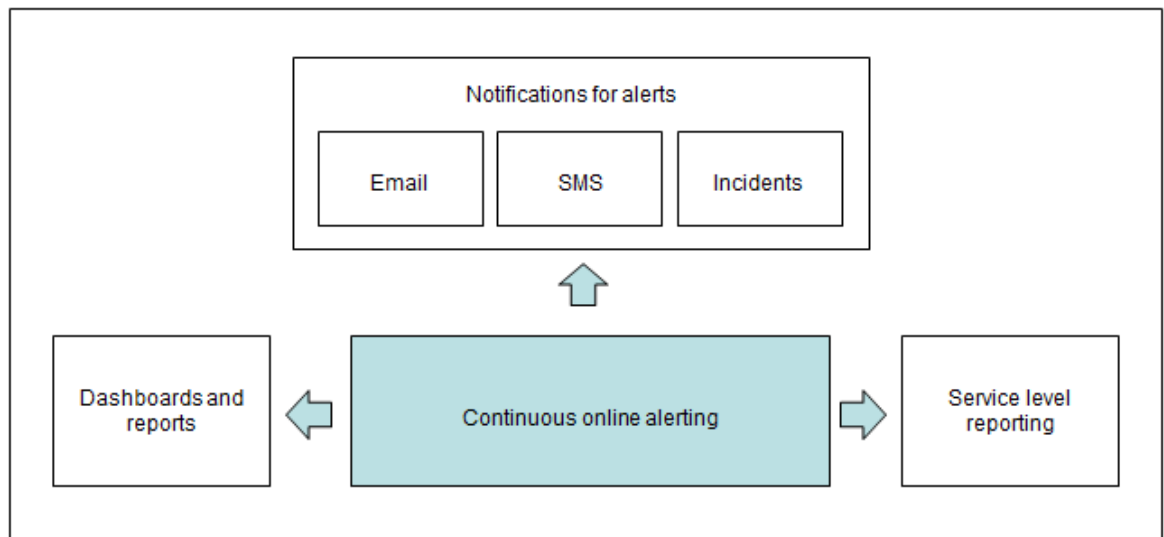 Notifications for alerts
Email
SMS
Incidents
Dashboards and
reports
Continuous online alerting
Service level
reporting